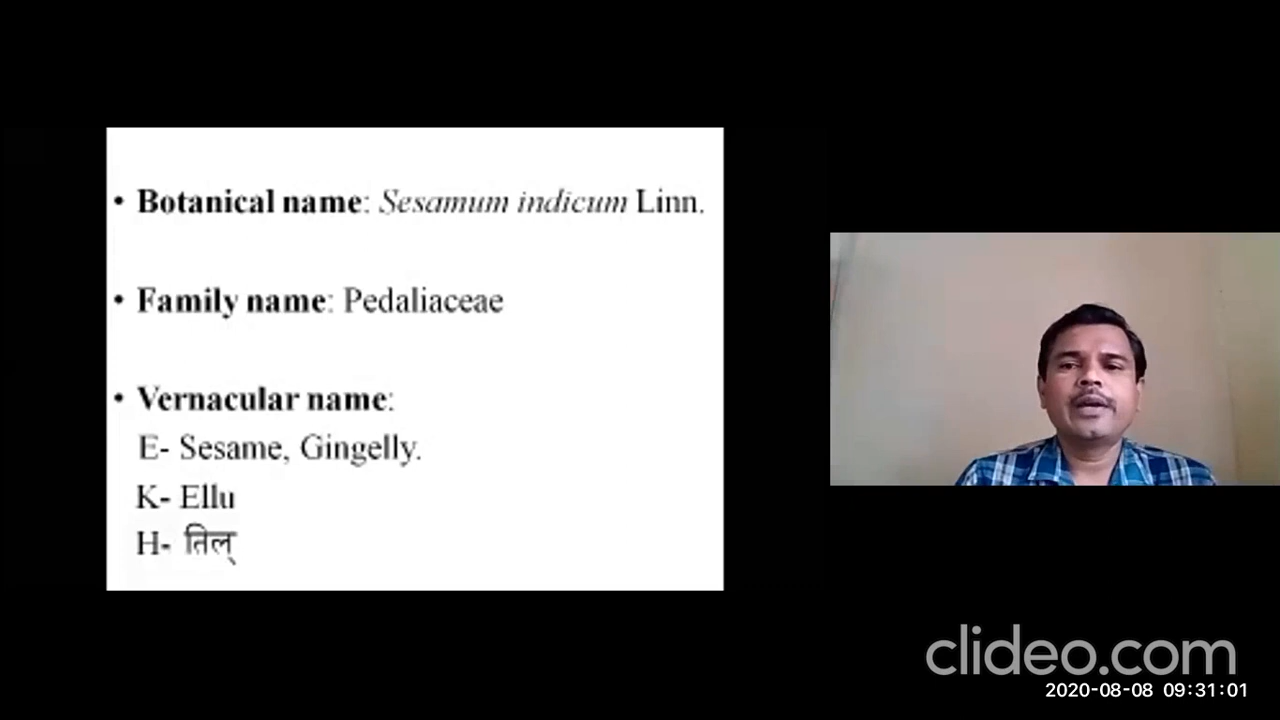 • Botanical name: Sesamum indicum Linn.
• Family name: Pedaliaceae
• Vernacular name:
E- Sesame, Gingelly.
K- Ellu
H- तिल्
clideo.com
2020-08-08 09:31:01